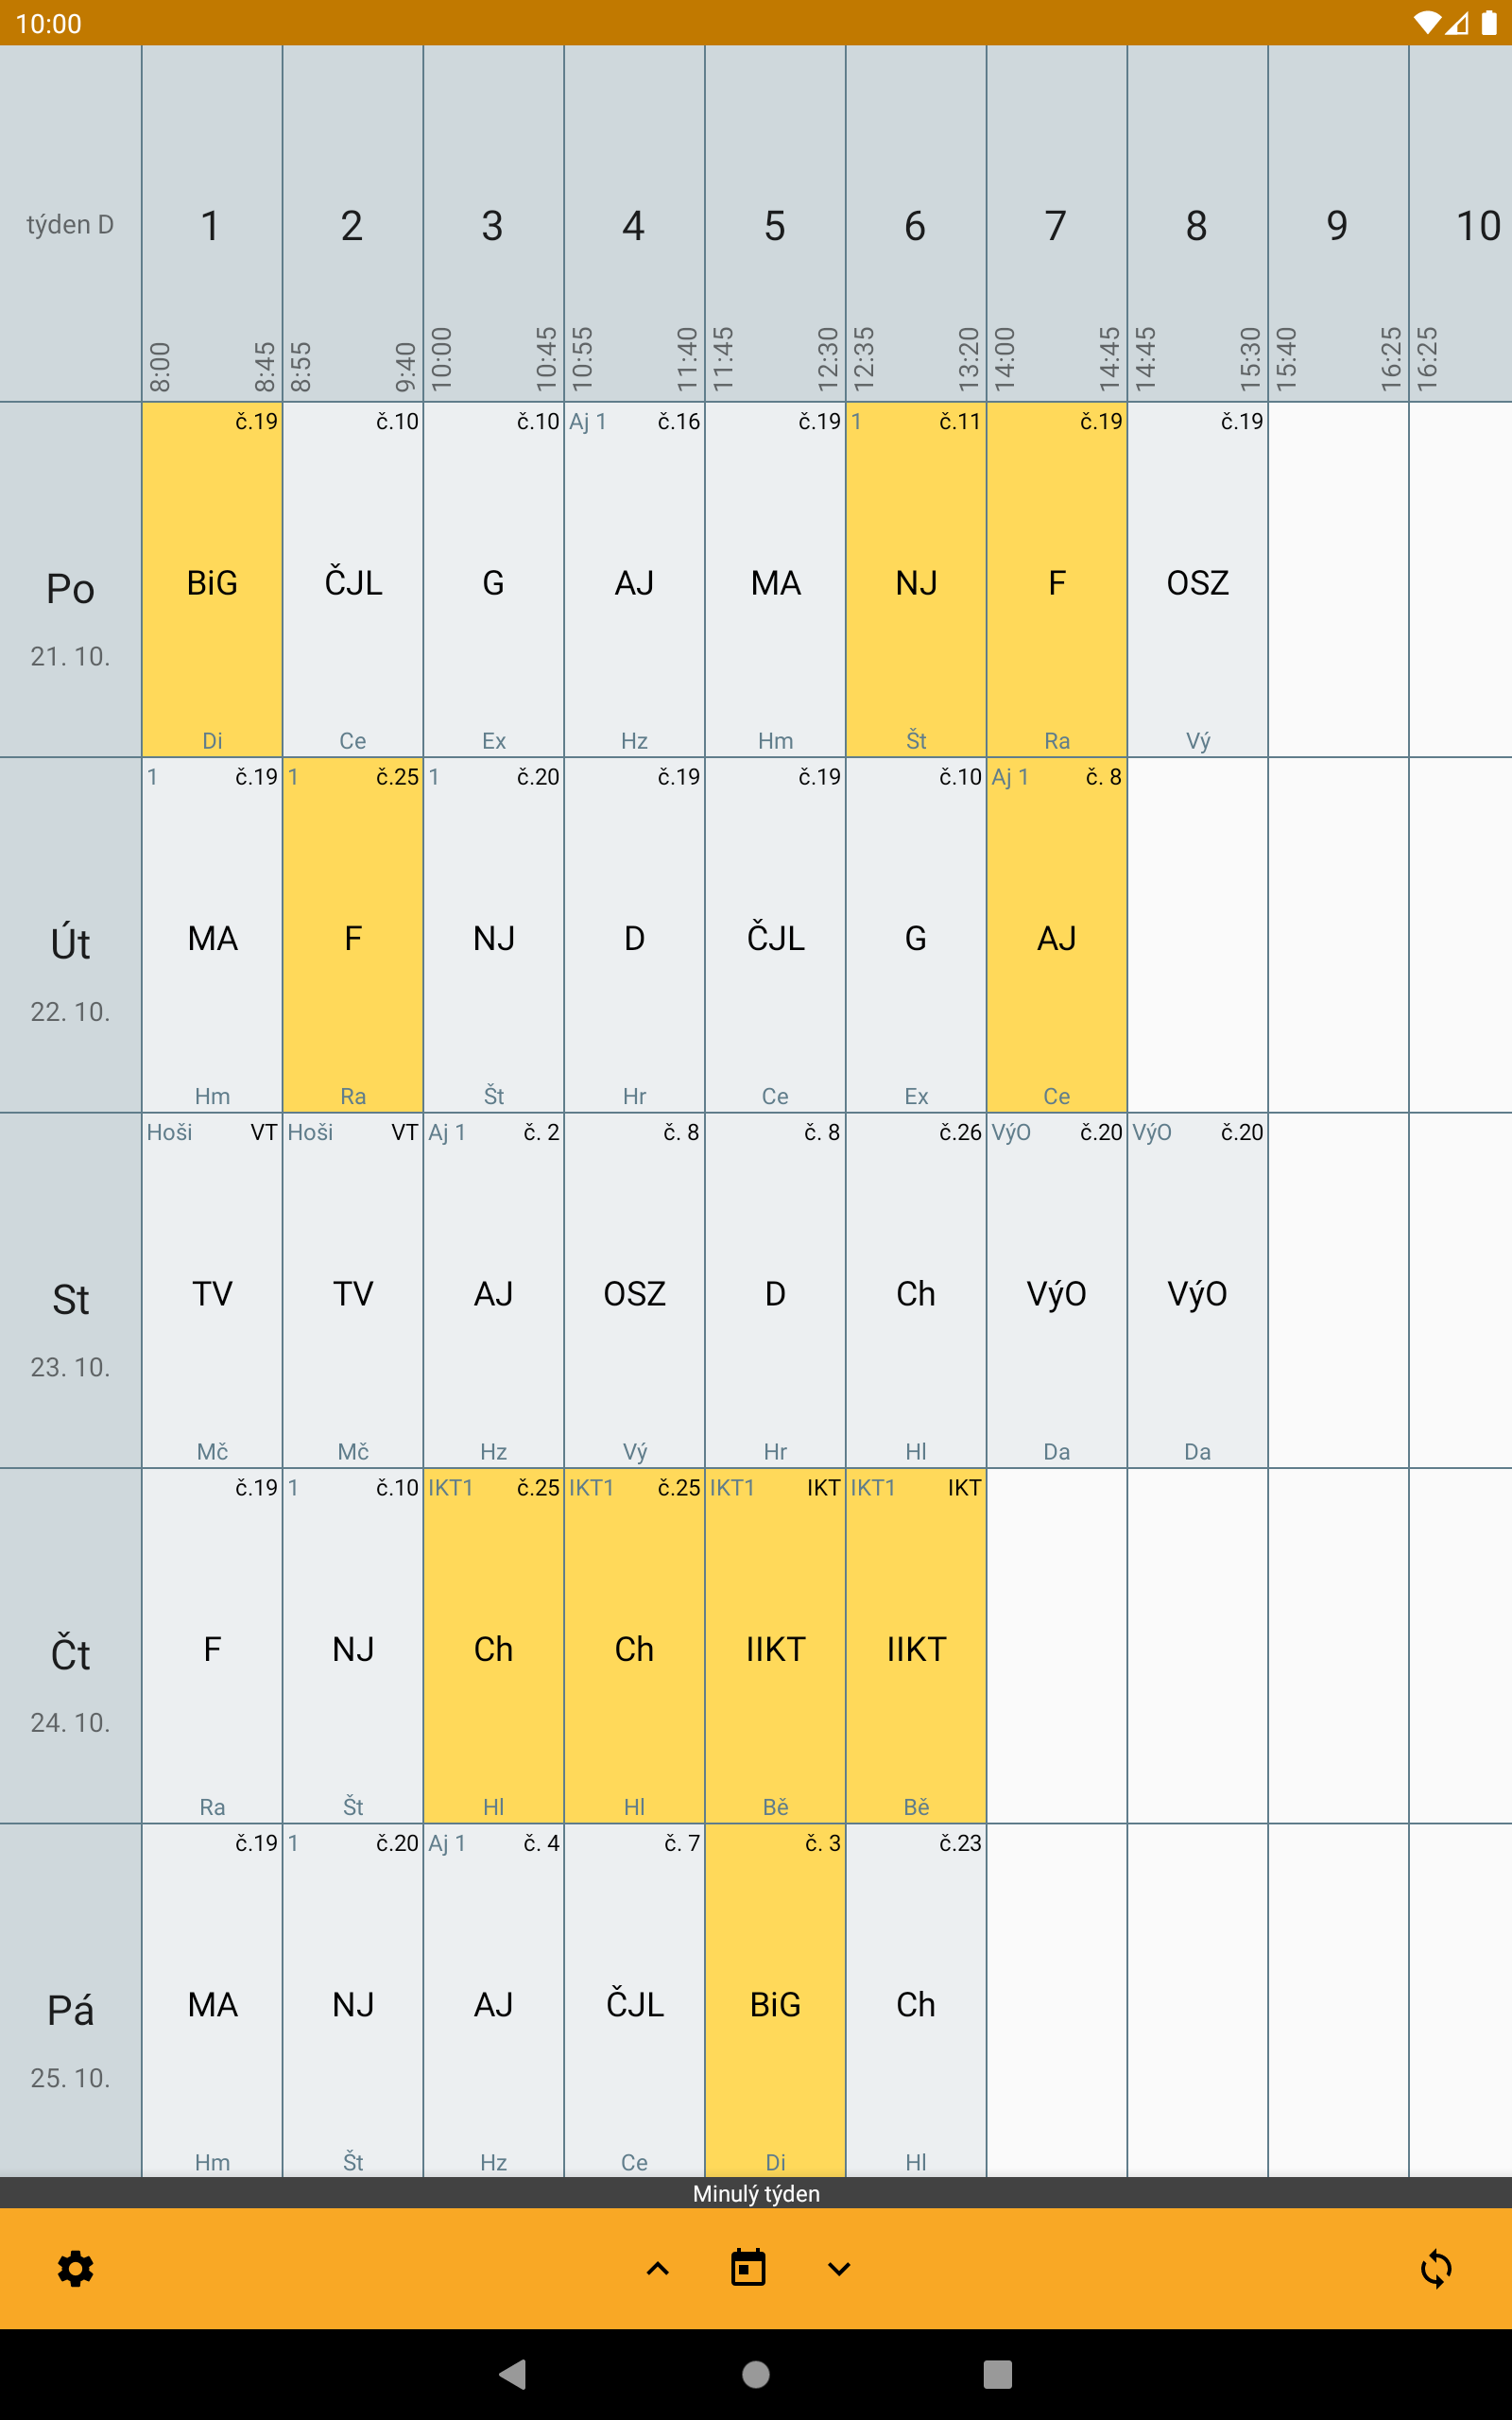 10:00
týden D
1 2 3 4 5 6 7 8 9 10
8:00 8:45 8:55 9:40 10:00 10:45 10:55 11:40 11:45 12:30 12:35 13:20 14:00 14:45 14:45 15:30 15:40 16:25 16:25
č.19 č.10 č.10 Aj 1 č.16 č.19 1 č.11 č.19 č.19
Po BiG ČJL G AJ MA NJ F OSZ
21. 10.
Di Ce Ex Hz Hm Št Ra Vý
1 č.19 1 č.25 1 č.20 č.19 č.19 č.10 Aj 1 č. 8
Út MA F NJ D ČJL G AJ
22. 10.
Hm Ra Št Hr Ce Ex Ce
Hoši VT Hoši VT Aj 1 č. 2 č. 8 č. 8 č.26 VýO č.20 VýO č.20
St TV TV AJ OSZ D Ch VýO VýO
23. 10.
Mč Mč Hz Vý Hr Hl Da Da
č.19 1 č.10 IKT1 č.25 IKT1 č.25 IKT1 IKT IKT1 IKT
Čt F NJ Ch Ch IIKT IIKT
24. 10.
Ra Št Hl Hl Bě Bě
č.19 1 č.20 Aj 1 č. 4 č. 7 č. 3 č.23
Pá MA NJ AJ ČJL BiG Ch
25. 10.
Hm Št Hz Ce Di Hl
Minulý týden